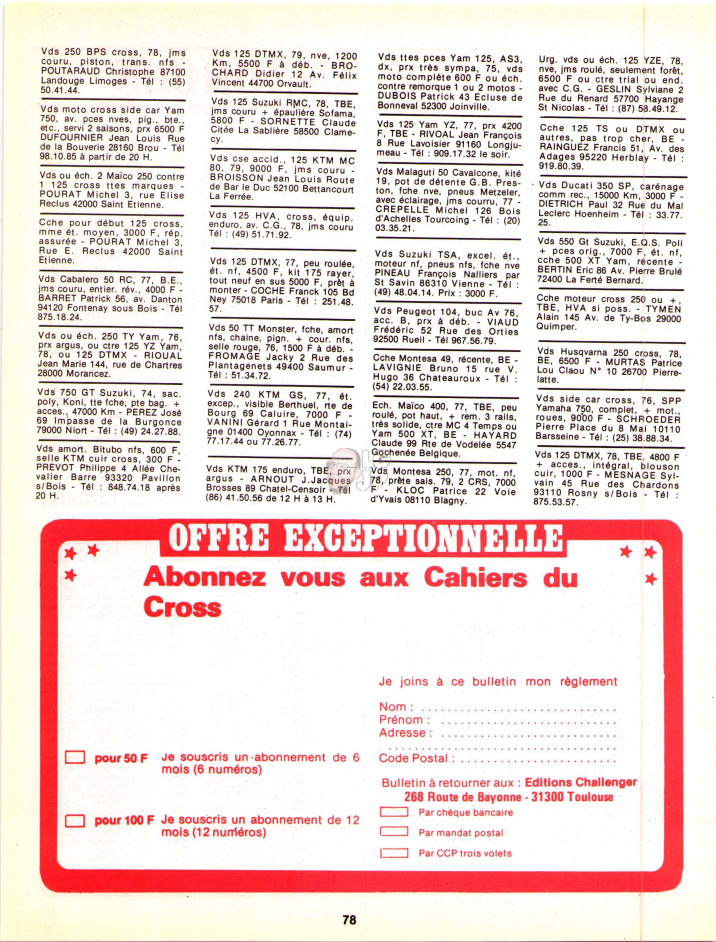 Vds 250 BPS cross, 78, jms
couru, piston, trans. nfs -
POUTARAUD Christophe 87100
Landouge Limoges - Tél : (55)
50.41.44.
Vds moto cross side car Yam
750, av. pces nves, pig., bte.,
etc., servi 2 saisons, prx 6500 F
DUFOURNIER Jean Louis Rue
de la Bouverie 28160 Brou - Tél
98.10.85 à partir de 20 H.
Vds ou éch. 2 Maïco 250 contre
1 125 cross ttes marques -
POURAT Michel 3, rue Elise
Reclus 42000 Saint Etienne.
Cche pour début 125 cross,
mme ét. moyen, 3000 F, rép.
assurée - POURAT Michel 3,
Rue E. Reclus 42000 Saint
Etienne.
Vds Cabalero 50 RC, 77, B.E.,
jms couru, entier. rév., 4000 F -
BARRET Patrick 56, av. Danton
94120 Fontenay sous Bois - Tél
875.18.24.
Vds ou éch. 250 TY Yam, 76,
prx argus, ou ctre 125 YZ Yam,
78, ou 125 DTMX - RIOUAL
Jean Marie 144, rue de Chartres
28000 Morancez.
Vds 750 GT Suzuki, 74, sac.
poly, Koni, tte fche, pte bag. +
acces., 47000 Km - PEREZ José
69 Impasse de la Burgonce
79000 Niort - Tél : (49) 24.27.88.
Vds amort. Bitubo nfs, 600 F,
selle KTM cuir cross, 300 F -
PREVOT Philippe 4 Allée Che-
valier Barre 93320 Pavillon
s/Bois - Tél : 848.74.18 après
20 H.
Vds 125 DTMX, 79, nve, 1200
Km, 5500 F à déb. - BRO-
CHARD Didier 12 Av. Félix
Vincent 44700 Orvault.
Vds 125 Suzuki RMC, 78, TBE,
jms couru + épaulière Sofama,
5800 F - SORNETTE Claude
Citée La Sablière 58500 Clame-
cy.
Vds cse accid., 125 KTM MC
80, 79, 9000 F, jms couru -
BROISSON Jean Louis Route
de Bar le Duc 52100 Bettancourt
La Ferrée.
Vds 125 HVA, cross, équip.
enduro, av. C.G., 78, jms couru
Tél : (49) 51.71.92.
Vds 125 DTMX, 77, peu roulée,
ét. nf, 4500 F, kit 175 rayer,
tout neuf en sus 5000 F, prêt à
monter - COCHE Franck 105 Bd
Ney 75018 Paris - Tél : 251.48.
57.
Vds 50 TT Monster, fche, amort
nfs, chaine, pign. + cour. nfs,
selle rouge, 76, 1500 F à déb. -
FROMAGE Jacky 2 Rue des
Plantagenets 49400 Saumur -
Tél : 51.34.72.
Vds 240 KTM GS, 77, ét.
excep., visible Berthuel, rte de
Bourg 69 Caluire, 7000 F -
VANINI Gérard 1 Rue Montai-
gne 01400 Oyonnax - Tél : (74)
77.17.44 ou 77.26.77.
Vds KTM 175 enduro, TBE, prx
argus - ARNOUT J.Jacques
Brosses 89 Chatel-Censoir - Tél
(86) 41.50.56 de 12 H à 13 H.
Vds ttes pces Yam 125, AS3,
dx, prx très sympa, 75, vds
moto complète 600 F ou éch.
contre remorque 1 ou 2 motos -
DUBOIS Patrick 43 Ecluse de
Bonneval 52300 Joinville.
Vds 125 Yam YZ, 77, prx 4200
F, TBE - RIVOAL Jean François
8 Rue Lavoisier 91160 Longju-
meau - Tél : 909.17.32 le soir.
Vds Malaguti 50 Cavalcone, kité
19, pot de détente G.B. Pres-
ton, fche nve, pneus Metzeler,
avec éclairage, jms courru, 77 -
CREPELLE Michel 126 Bois
d'Achelles Tourcoing - Tél : (20)
03.35.21.
Vds Suzuki TSA, excel. ét.,
moteur nf, pneus nfs, fche nve
PINEAU François Nalliers par
St Savin 86310 Vienne - Tél :
(49) 48.04.14. Prix : 3000 F.
Vds Peugeot 104, buc Av 76,
acc. B, prx à déb. - VIAUD
Frédéric 52 Rue des Orties
92500 Rueil - Tél 967.56.79.
Cche Montesa 49, récente, BE -
LAVIGNIE Bruno 15 rue V.
Hugo 36 Chateauroux - Tél :
(54) 22.03.55.
Ech. Maïco 400, 77, TBE, peu
roulé, pot haut, + rem. 3 rails,
très solide, ctre MC 4 Temps ou
Yam 500 XT, BE - HAYARD
Claude 99 Rte de Vodelée 5547
Gochenée Belgique.
Vds Montesa 250, 77, mot. nf,
78, prête sais. 79, 2 CRS, 7000
F - KLOC Patrice 22 Voie
d'Yvais 08110 Blagny.
Urg. vds ou éch. 125 YZE, 78,
nve, jms roulé, seulement forêt,
6500 F ou ctre trial ou end.
avec C.G. - GESLIN Sylviane 2
Rue du Renard 57700 Hayange
St Nicolas - Tél : (87) 58.49.12.
Cche 125 TS ou DTMX ou
autres, pas trop cher, BE -
RAINGUEZ Francis 51, Av. des
Adages 95220 Herblay - Tél :
919.80.39.
Vds Ducati 350 SP, carénage
comm rec., 15000 Km, 3000 F -
DIETRICH Paul 32 Rue du Mal
Leclerc Hoenheim - Tél : 33.77.
25.
Vds 550 Gt Suzuki, E.Q.S. Poli
+ pces orig., 7000 F, ét. nf,
cche 500 XT Yam, récente -
BERTIN Eric 86 Av. Pierre Brulé
72400 La Ferté Bernard.
Cche moteur cross 250 ou +,
TBE, HVA si poss. - TYMEN
Alain 145 Av. de Ty-Bos 29000
Quimper.
Vds Husqvarna 250 cross, 78,
BE, 6500 F - MURTAS Patrice
Lou Claou N° 10 26700 Pierre-
latte.
Vds side car cross, 76, SPP
Yamaha 750, complet, + mot.,
roues, 9000 F - SCHROEDER
Pierre Place du 8 Mai 10110
Barsseine - Tél : (25) 38.88.34.
Vds 125 DTMX, 78, TBE, 4800 F
+ acces., intégral, blouson
cuir, 1000 F - MESNAGE Syl-
vain 45 Rue des Chardons
93110 Rosny s/Bois - Tél :
875.53.57.
OFFRE EXCEPTIONNELLE
Abonnez vous aux Cahiers du
Cross
Je joins à ce bulletin mon règlement
Nom :
Prénom :
Adresse :
Code Postal :
pour 50 F Je souscris un abonnement de 6
mois (6 numéros)
pour 100 F Je souscris un abonnement de 12
mois (12 numéros)
Bulletin à retourner aux : Editions Challenger
268 Route de Bayonne - 31300 Toulouse
Par chèque bancaire
Par mandat postal
Par CCP trois volets
78